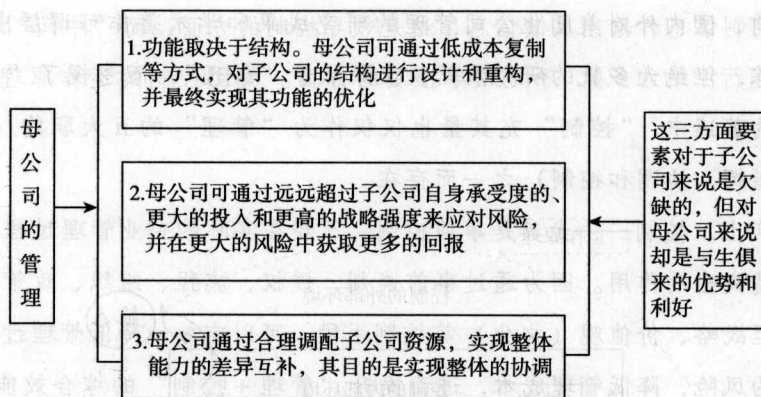 母
公
司
的
管
理
1.功能取决于结构。母公司可通过低成本复制
等方式，对子公司的结构进行设计和重构，
并最终实现其功能的优化
2.母公司可通过远远超过子公司自身承受度的、
更大的投入和更高的战略强度来应对风险，
并在更大的风险中获取更多的回报
3.母公司通过合理调配子公司资源，实现整体
能力的差异互补，其目的是实现整体的协调
这三方面要
素对于子公
司来说是欠
缺的，但对
母公司来说
却是与生俱
来的优势和
利好